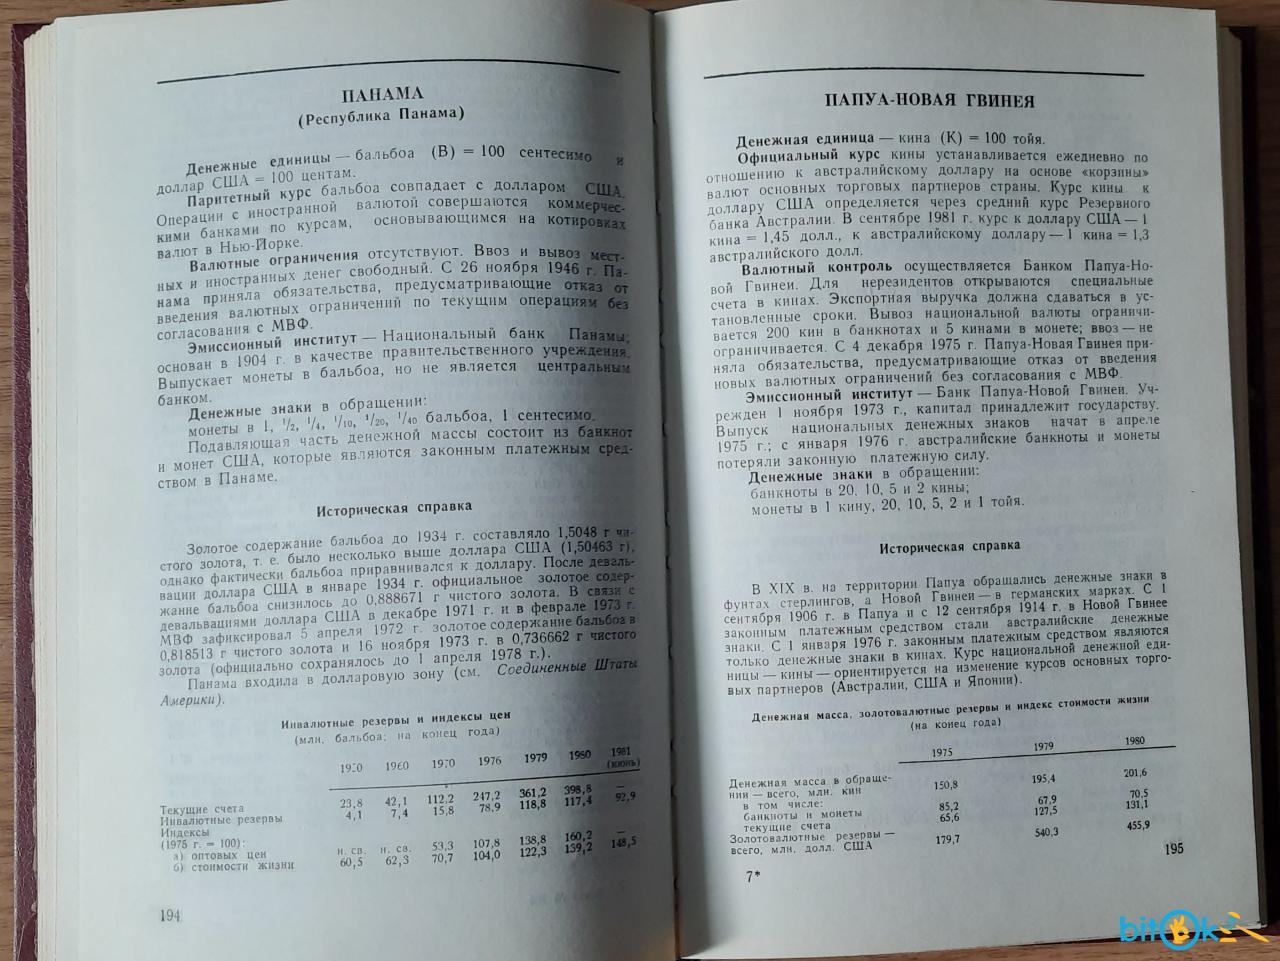 ПАНАМА
(Республика Панама)
Денежные единицы — бальбоа (В) = 100 сентесимо и
доллар США = 100 центам.
Паритетный курс бальбоа совпадает с долларом США.
Операции с иностранной валютой совершаются коммерчес-
кими банками по курсам, основывающимся на котировках
валют в Нью-Йорке.
Валютные ограничения отсутствуют. Ввоз и вывоз мест-
ных и иностранных денег свободный. С 26 ноября 1946 г. Па-
нама приняла обязательства, предусматривающие отказ от
введения валютных ограничений по текущим операциям без
согласования с МВФ.
Эмиссионный институт — Национальный банк Панамы;
основан в 1904 г. в качестве правительственного учреждения.
Выпускает монеты в бальбоа, но не является центральным
банком.
Денежные знаки в обращении:
монеты в 1, 1/2, 1/4, 1/10, 1/20, 1/40 бальбоа, 1 сентесимо.
Подавляющая часть денежной массы состоит из банкнот
и монет США, которые являются законным платежным сред-
ством в Панаме.
Историческая справка
Золотое содержание бальбоа до 1934 г. составляло 1,5048 г чи-
стого золота, т. е. было несколько выше доллара США (1,50463 г),
однако фактически бальбоа приравнивался к доллару. После деваль-
вации доллара США в январе 1934 г. официальное золотое содер-
жание бальбоа снизилось до 0,888671 г чистого золота. В связи с
девальвациями доллара США в декабре 1971 г. и в феврале 1973 г.
МВФ зафиксировал 5 апреля 1972 г. золотое содержание бальбоа в
0,818513 г чистого золота и 16 ноября 1973 г. в 0,736662 г чистого
золота (официально сохранялось до 1 апреля 1978 г.).
Панама входила в долларовую зону (см. Соединенные Штаты
Америки).
Инвалютные резервы и индексы цен
(млн. бальбоа; на конец года)
1950 1960 1970 1976 1979 1980 1981 (июнь)
Текущие счета 23,8 42,1 112,2 247,2 361,2 398,8 —
Инвалютные резервы 4,1 7,4 15,8 78,9 118,8 117,4 92,9
Индексы
(1975 г. = 100):
а) оптовых цен н. св. н. св. 53,3 107,8 138,8 160,2 —
б) стоимости жизни 60,5 62,3 70,7 104,0 122,3 139,2 148,5
194
ПАПУА-НОВАЯ ГВИНЕЯ
Денежная единица — кина (К) = 100 тойя.
Официальный курс кины устанавливается ежедневно по
отношению к австралийскому доллару на основе «корзины»
валют основных торговых партнеров страны. Курс кины к
доллару США определяется через средний курс Резервного
банка Австралии. В сентябре 1981 г. курс к доллару США — 1
кина = 1,45 долл., к австралийскому доллару — 1 кина = 1,3
австралийского долл.
Валютный контроль осуществляется Банком Папуа-Но-
вой Гвинеи. Для нерезидентов открываются специальные
счета в кинах. Экспортная выручка должна сдаваться в ус-
тановленные сроки. Вывоз национальной валюты ограничи-
вается 200 кин в банкнотах и 5 кинами в монете; ввоз — не
ограничивается. С 4 декабря 1975 г. Папуа-Новая Гвинея при-
няла обязательства, предусматривающие отказ от введения
новых валютных ограничений без согласования с МВФ.
Эмиссионный институт — Банк Папуа-Новой Гвинеи. Уч-
режден 1 ноября 1973 г., капитал принадлежит государству.
Выпуск национальных денежных знаков начат в апреле
1975 г.; с января 1976 г. австралийские банкноты и монеты
потеряли законную платежную силу.
Денежные знаки в обращении:
банкноты в 20, 10, 5 и 2 кины;
монеты в 1 кину, 20, 10, 5, 2 и 1 тойя.
Историческая справка
В XIX в. на территории Папуа обращались денежные знаки в
фунтах стерлингов, а Новой Гвинеи — в германских марках. С 1
сентября 1906 г. в Папуа и с 12 сентября 1914 г. в Новой Гвинее
законным платежным средством стали австралийские денежные
знаки. С 1 января 1976 г. законным платежным средством являются
только денежные знаки в кинах. Курс национальной денежной еди-
ницы — кины — ориентируется на изменение курсов основных торго-
вых партнеров (Австралии, США и Японии).
Денежная масса, золотовалютные резервы и индекс стоимости жизни
(на конец года)
1975 1979 1980
Денежная масса в обраще-
нии — всего, млн. кин 150,8 195,4 201,6
в том числе:
банкноты и монеты 85,2 67,9 70,5
текущие счета 65,6 127,5 131,1
Золотовалютные резервы —
всего, млн. долл. США 179,7 540,3 455,9
7*
195
bitOk